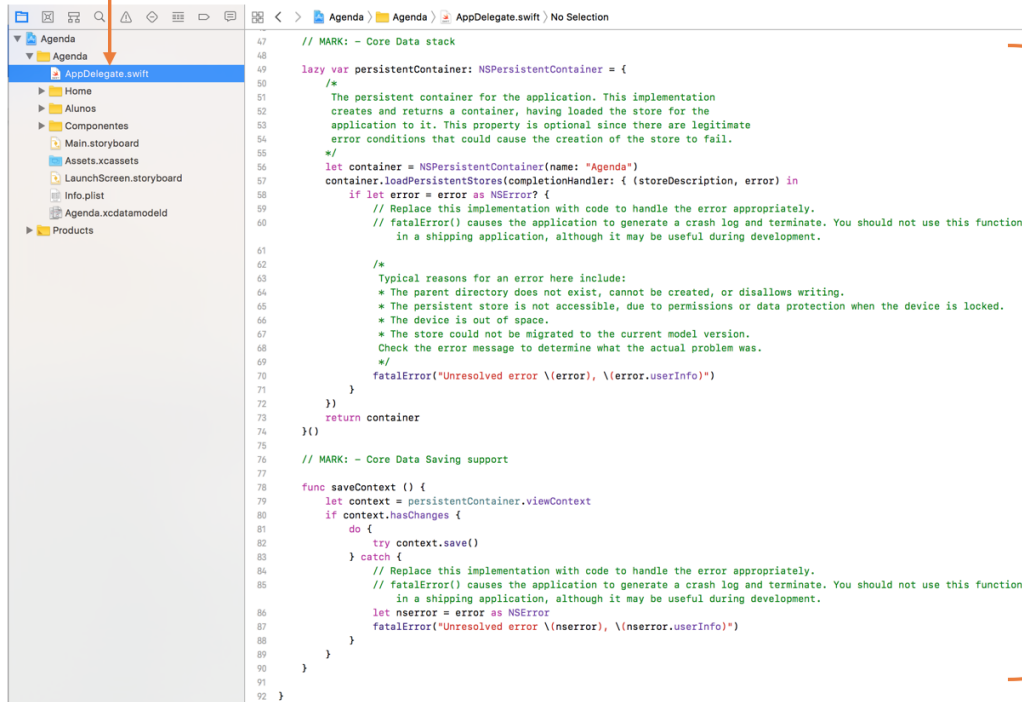 Agenda
Agenda
AppDelegate.swift
Home
Alunos
Componentes
Main.storyboard
Assets.xcassets
LaunchScreen.storyboard
Info.plist
Agenda.xcdatamodeld
Products
Agenda Agenda AppDelegate.swift No Selection
47 // MARK: - Core Data stack
48
49 lazy var persistentContainer: NSPersistentContainer = {
50 /*
51 The persistent container for the application. This implementation
52 creates and returns a container, having loaded the store for the
53 application to it. This property is optional since there are legitimate
54 error conditions that could cause the creation of the store to fail.
55 */
56 let container = NSPersistentContainer(name: "Agenda")
57 container.loadPersistentStores(completionHandler: { (storeDescription, error) in
58 if let error = error as NSError? {
59 // Replace this implementation with code to handle the error appropriately.
60 // fatalError() causes the application to generate a crash log and terminate. You should not use this function
in a shipping application, although it may be useful during development.
61
62 /*
63 Typical reasons for an error here include:
64 * The parent directory does not exist, cannot be created, or disallows writing.
65 * The persistent store is not accessible, due to permissions or data protection when the device is locked.
66 * The device is out of space.
67 * The store could not be migrated to the current model version.
68 Check the error message to determine what the actual problem was.
69 */
70 fatalError("Unresolved error \(error), \(error.userInfo)")
71 }
72 })
73 return container
74 }()
75
76 // MARK: - Core Data Saving support
77
78 func saveContext () {
79 let context = persistentContainer.viewContext
80 if context.hasChanges {
81 do {
82 try context.save()
83 } catch {
84 // Replace this implementation with code to handle the error appropriately.
85 // fatalError() causes the application to generate a crash log and terminate. You should not use this function
in a shipping application, although it may be useful during development.
86 let nserror = error as NSError
87 fatalError("Unresolved error \(nserror), \(nserror.userInfo)")
88 }
89 }
90 }
91
92 }